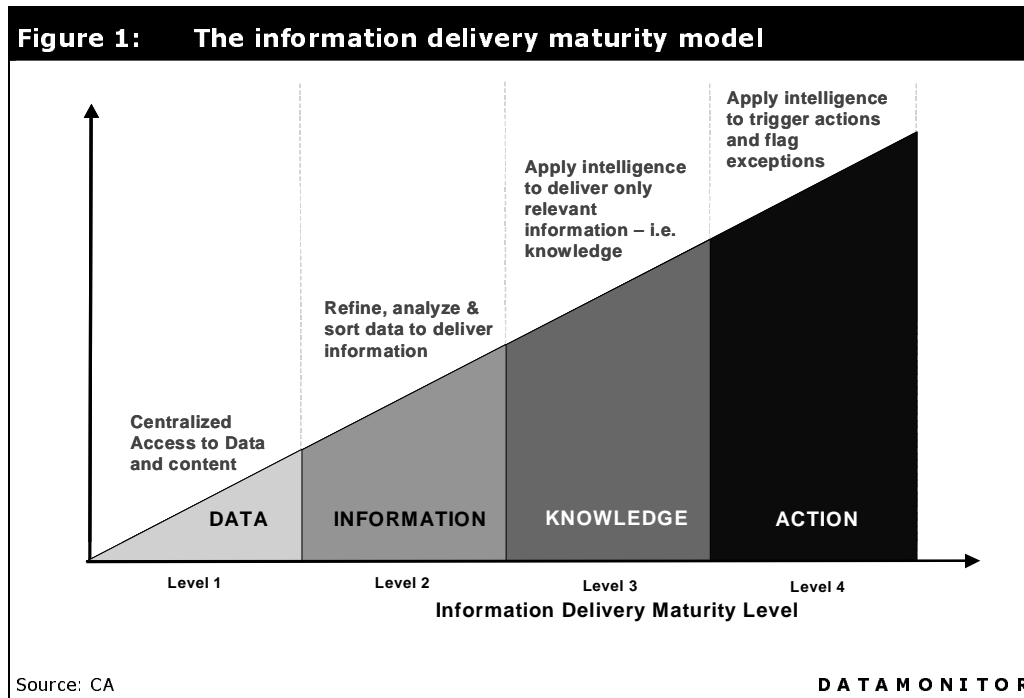 Figure 1: The information delivery maturity model
Apply intelligence
to trigger actions
and flag
exceptions
Apply intelligence
to deliver only
relevant
information – i.e.
knowledge
Refine, analyze &
sort data to deliver
information
Centralized
Access to Data
and content
DATA
INFORMATION
KNOWLEDGE
ACTION
Level 1
Level 2
Level 3
Level 4
Information Delivery Maturity Level
Source: CA
DATAMONITOR